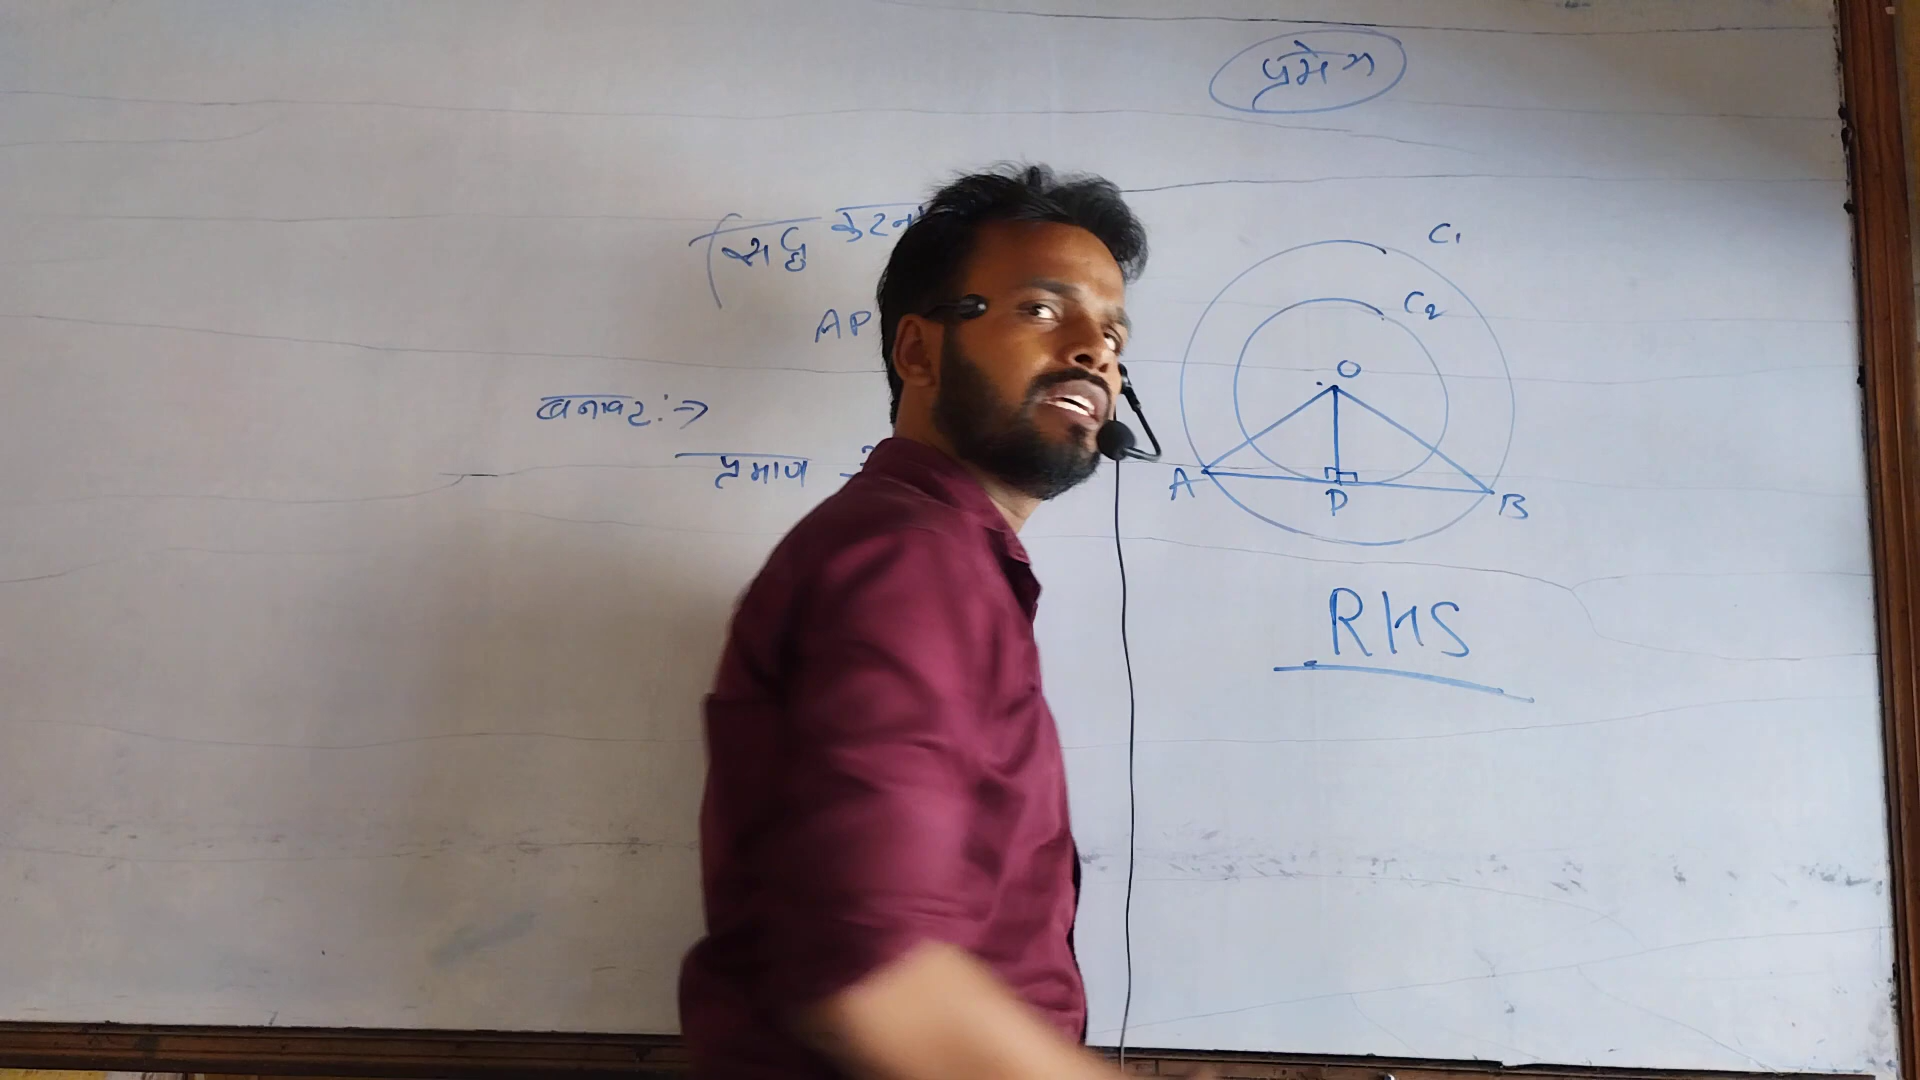 प्रमेय
सिद्ध करना
AP
बनावट :→
प्रमाण
C₁
C₂
O
A
P
B
RHS